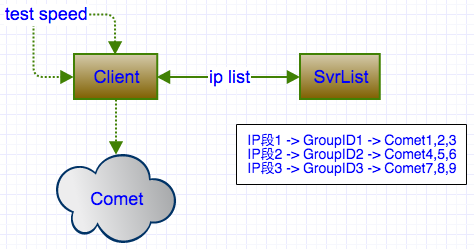 test speed
Client
ip list
SvrList
IP段1 -> GroupID1 -> Comet1,2,3
IP段2 -> GroupID2 -> Comet4,5,6
IP段3 -> GroupID3 -> Comet7,8,9
Comet